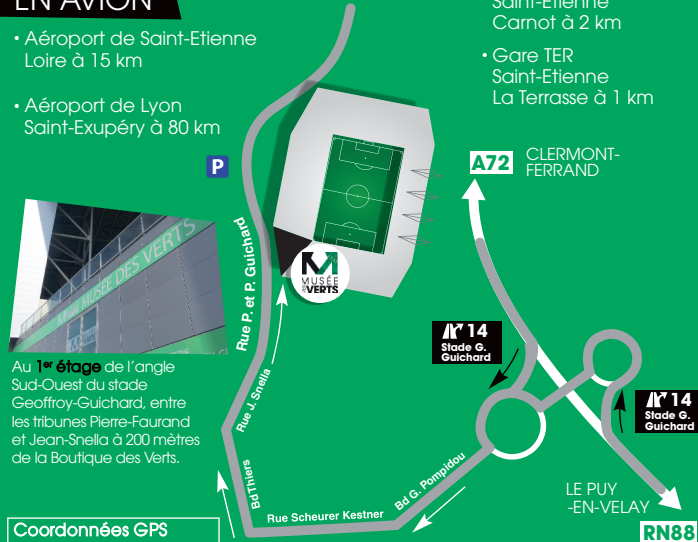 EN AVION
• Aéroport de Saint-Etienne
Loire à 15 km
• Aéroport de Lyon
Saint-Exupéry à 80 km
Saint-Etienne
Carnot à 2 km
• Gare TER
Saint-Etienne
La Terrasse à 1 km
P
A72
CLERMONT-
FERRAND
Rue P. et P. Guichard
M
MUSÉE
DES VERTS
MUSÉE DES VERTS
Au 1er étage de l'angle
Sud-Ouest du stade
Geoffroy-Guichard, entre
les tribunes Pierre-Faurand
et Jean-Snella à 200 mètres
de la Boutique des Verts.
14
Stade G.
Guichard
14
Stade G.
Guichard
Rue J. Snella
Bd Thiers
Rue Scheurer Kestner
Bd G. Pompidou
LE PUY
-EN-VELAY
RN88
Coordonnées GPS